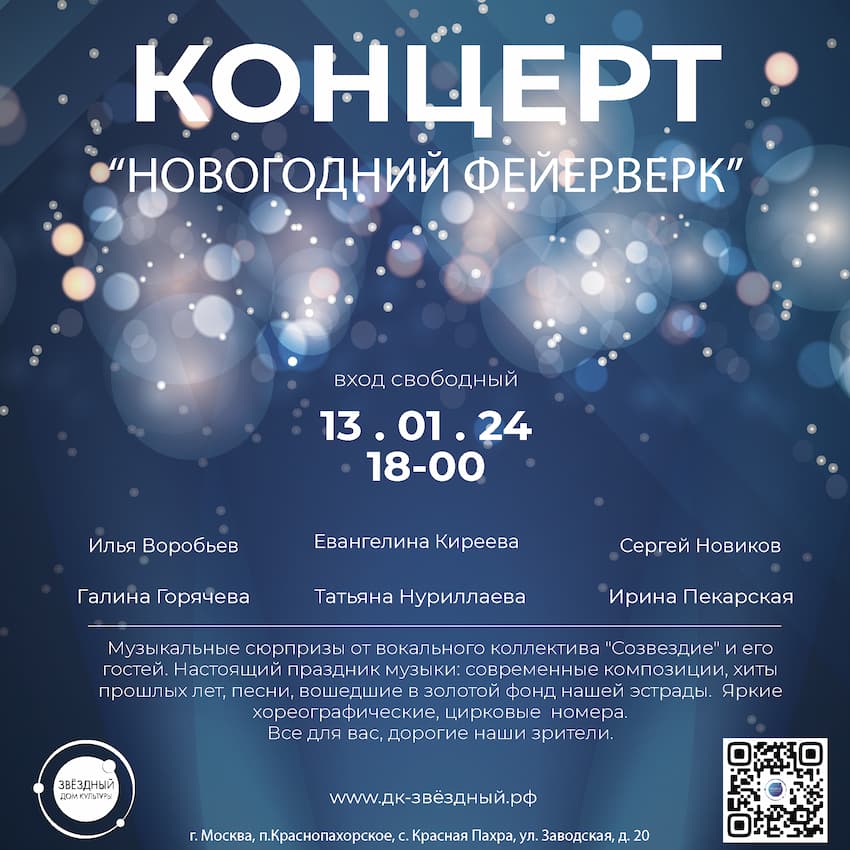 КОНЦЕРТ
“НОВОГОДНИЙ ФЕЙЕРВЕРК”
вход свободный
13 . 01 . 24
18-00
Илья Воробьев Евангелина Киреева Сергей Новиков
Галина Горячева Татьяна Нуриллаева Ирина Пекарская
Музыкальные сюрпризы от вокального коллектива "Созвездие" и его
гостей. Настоящий праздник музыки: современные композиции, хиты
прошлых лет, песни, вошедшие в золотой фонд нашей эстрады. Яркие
хореографические, цирковые номера.
Все для вас, дорогие наши зрители.
ЗВЁЗДНЫЙ
ДОМ КУЛЬТУРЫ
www.дк-звёздный.рф
г. Москва, п.Краснопахорское, с. Красная Пахра, ул. Заводская, д. 20